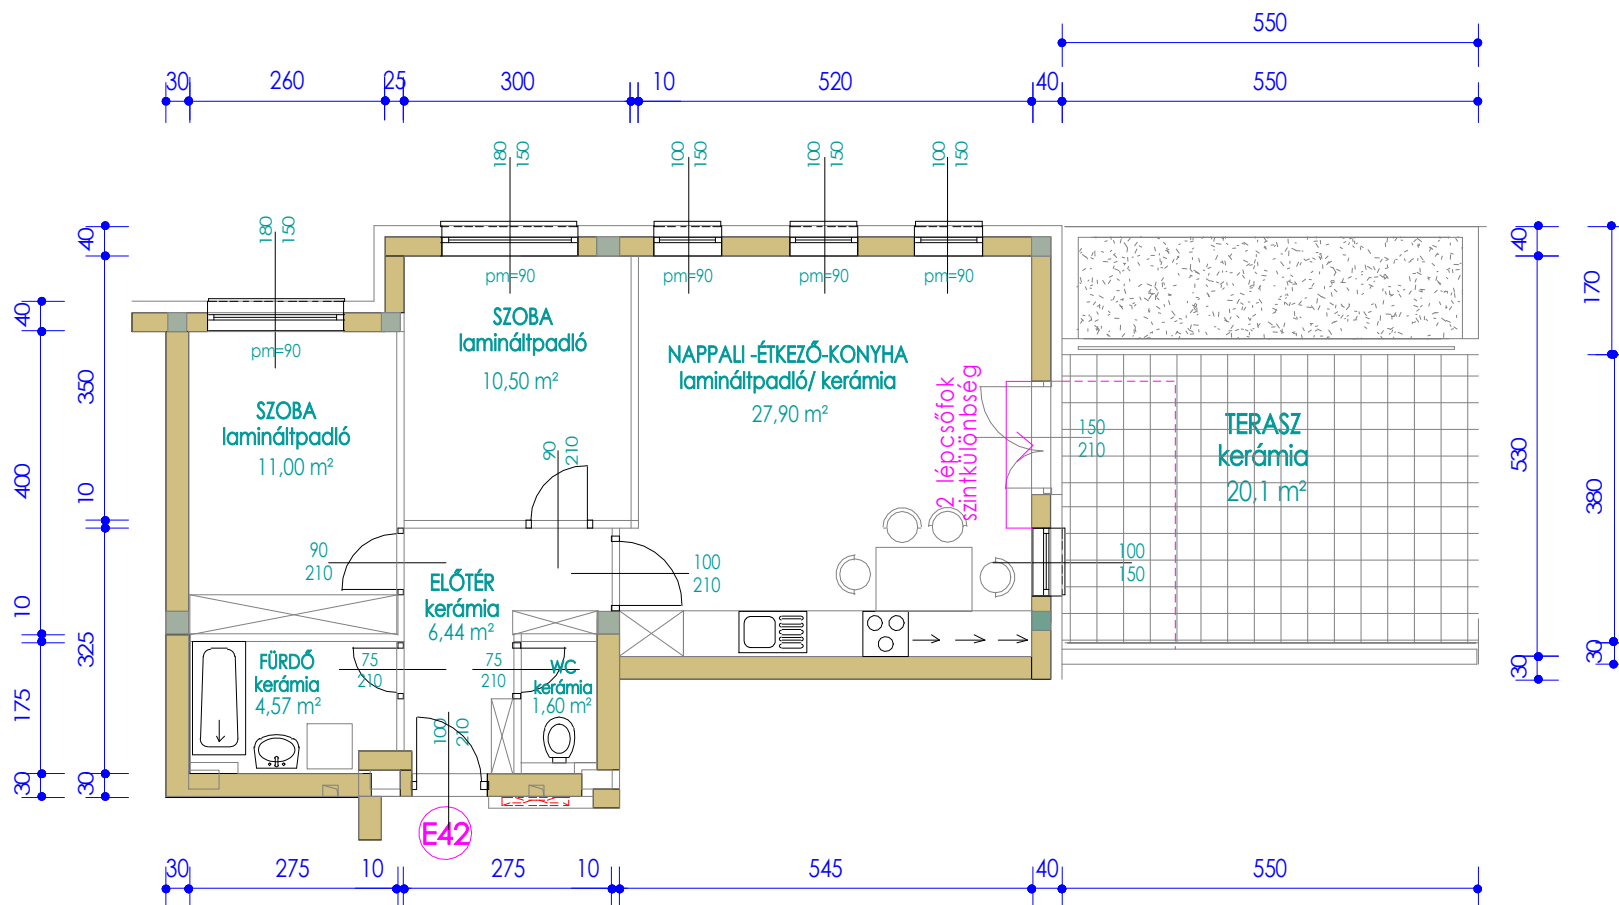 550
30 260 25 300 10 520 40 550
180 150
100 150
100 150
100 150
180 150
40
40
40
170
pm=90
pm=90
pm=90
pm=90
pm=90
SZOBA
lamináltpadló
10,50 m²
NAPPALI -ÉTKEZŐ-KONYHA
lamináltpadló/ kerámia
27,90 m²
2 lépcsőfok
szintkülönbség
SZOBA
lamináltpadló
11,00 m²
TERASZ
kerámia
20,1 m²
150
210
90
210
90
210
100
210
100
150
ELŐTÉR
kerámia
6,44 m²
FÜRDŐ
kerámia
4,57 m²
75
210
75
210
WC
kerámia
1,60 m²
100
210
E42
40
350
400
10
10
325
175
30
30
530
380
30
30
30 275 10 275 10 545 40 550